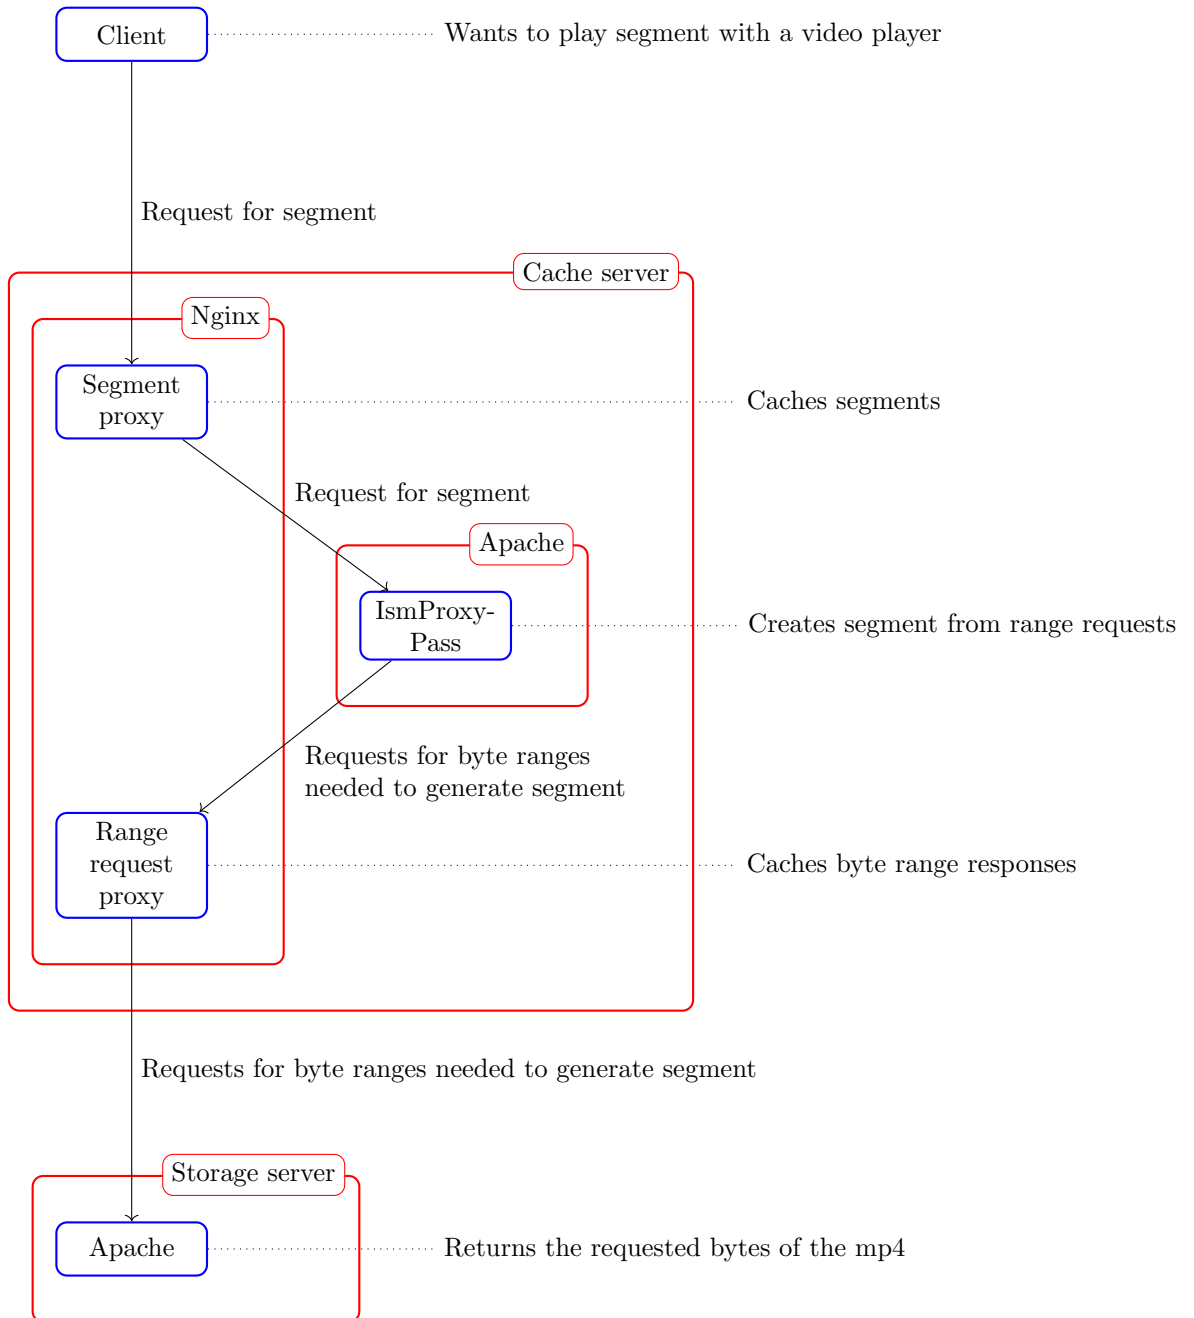 Client
Wants to play segment with a video player
Request for segment
Cache server
Nginx
Segment
proxy
Caches segments
Request for segment
Apache
IsmProxy-
Pass
Creates segment from range requests
Requests for byte ranges
needed to generate segment
Range
request
proxy
Caches byte range responses
Requests for byte ranges needed to generate segment
Storage server
Apache
Returns the requested bytes of the mp4